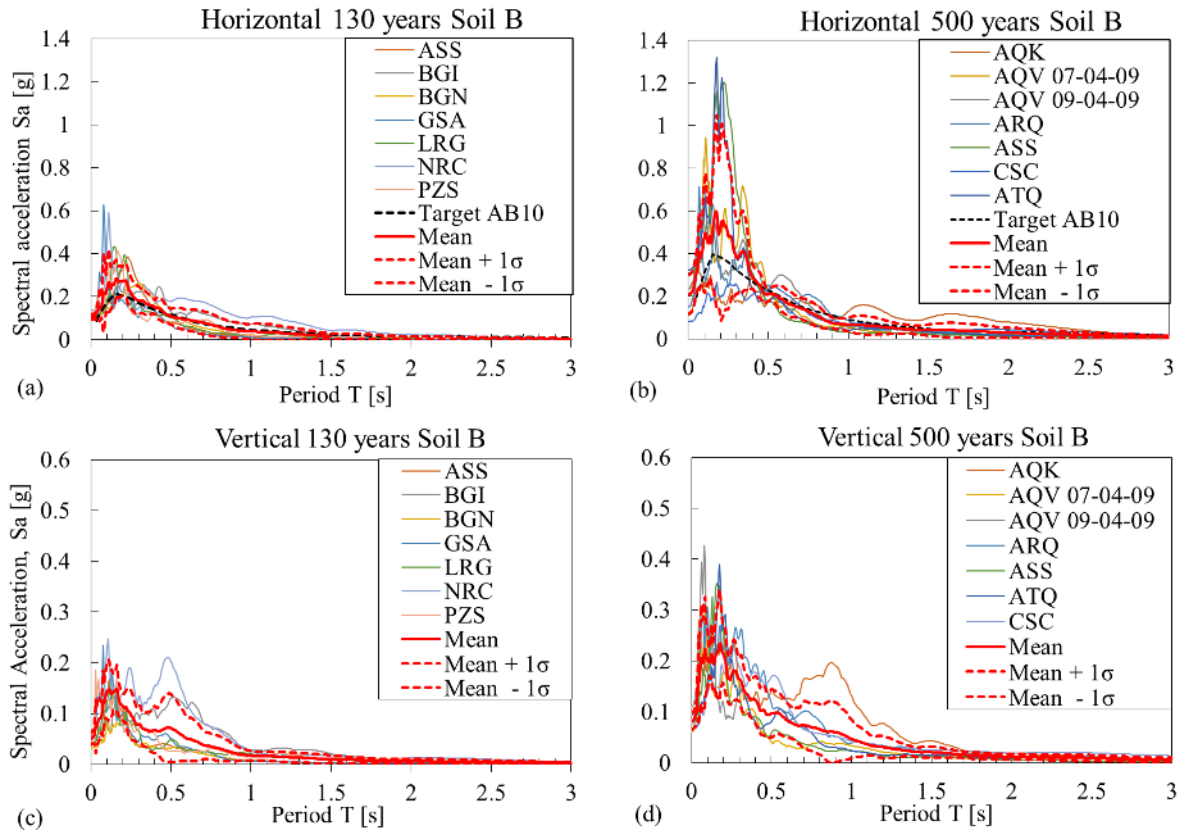 Horizontal 130 years Soil B
Spectral acceleration Sa [g]
1.4
1.2
1
0.8
0.6
0.4
0.2
0
ASS
BGI
BGN
GSA
LRG
NRC
PZS
Target AB10
Mean
Mean + 1σ
Mean - 1σ
0 0.5 1 1.5 2 2.5 3
(a) Period T [s]
Horizontal 500 years Soil B
1.4
1.2
1
0.8
0.6
0.4
0.2
0
AQK
AQV 07-04-09
AQV 09-04-09
ARQ
ASS
CSC
ATQ
Target AB10
Mean
Mean + 1σ
Mean - 1σ
0 0.5 1 1.5 2 2.5 3
(b) Period T [s]
Vertical 130 years Soil B
Spectral Acceleration, Sa [g]
0.6
0.5
0.4
0.3
0.2
0.1
0
ASS
BGI
BGN
GSA
LRG
NRC
PZS
Mean
Mean + 1σ
Mean - 1σ
0 0.5 1 1.5 2 2.5 3
(c) Period T [s]
Vertical 500 years Soil B
0.6
0.5
0.4
0.3
0.2
0.1
0
AQK
AQV 07-04-09
AQV 09-04-09
ARQ
ASS
ATQ
CSC
Mean
Mean + 1σ
Mean - 1σ
0 0.5 1 1.5 2 2.5 3
(d) Period T [s]